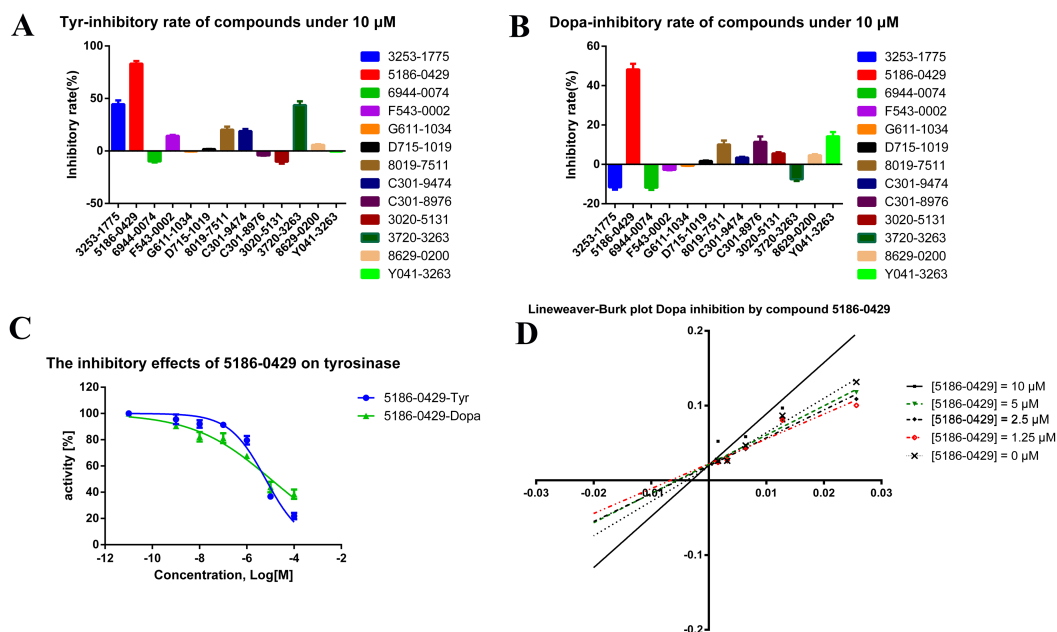 A
Tyr-inhibitory rate of compounds under 10 μM
Inhibitory rate(%)
100
50
0
-50
3253-1775
5186-0429
6944-0074
F543-0002
G611-1034
D715-1019
8019-7511
C301-9474
C301-8976
3020-5131
3720-3263
8629-0200
Y041-3263
3253-1775
5186-0429
6944-0074
F543-0002
G611-1034
D715-1019
8019-7511
C301-9474
C301-8976
3020-5131
3720-3263
8629-0200
Y041-3263
B
Dopa-inhibitory rate of compounds under 10 μM
Inhibitory rate(%)
60
40
20
0
-20
3253-1775
5186-0429
6944-0074
F543-0002
G611-1034
D715-1019
8019-7511
C301-9474
C301-8976
3020-5131
3720-3263
8629-0200
Y041-3263
3253-1775
5186-0429
6944-0074
F543-0002
G611-1034
D715-1019
8019-7511
C301-9474
C301-8976
3020-5131
3720-3263
8629-0200
Y041-3263
C
The inhibitory effects of 5186-0429 on tyrosinase
activity [%]
120
100
80
60
40
20
0
-12
-10
-8
-6
-4
-2
Concentration, Log[M]
5186-0429-Tyr
5186-0429-Dopa
D
Lineweaver-Burk plot Dopa inhibition by compound 5186-0429
0.2
0.1
-0.1
-0.2
-0.03
-0.02
-0.01
0.00
0.01
0.02
0.03
[5186-0429] = 10 μM
[5186-0429] = 5 μM
[5186-0429] = 2.5 μM
[5186-0429] = 1.25 μM
[5186-0429] = 0 μM